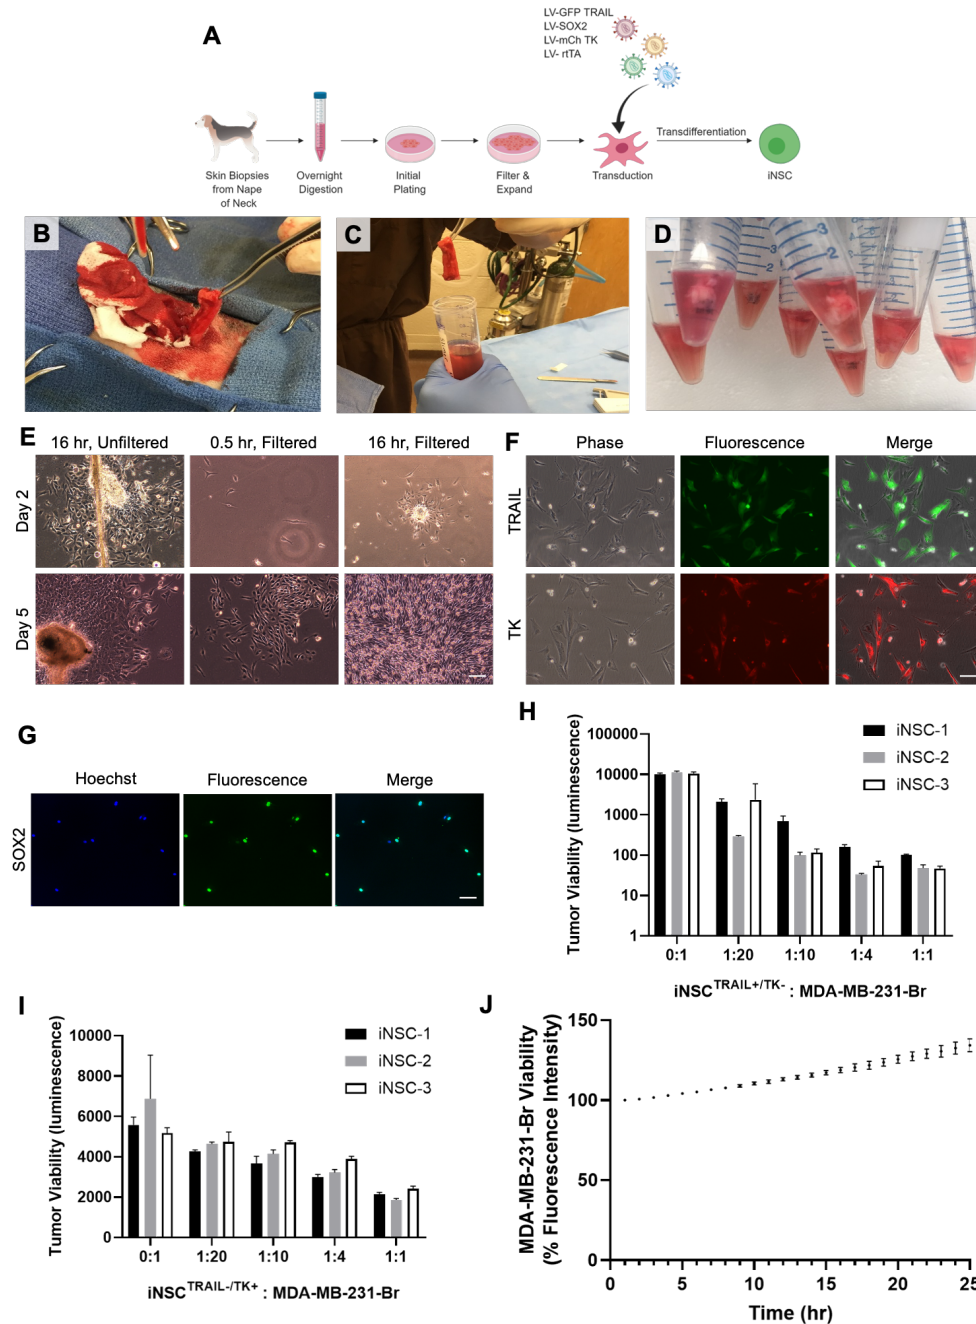 A
LV-GFP TRAIL
LV-SOX2
LV-mCh TK
LV- rtTA
Transdifferentiation
Skin Biopsies
from Nape
of Neck
Overnight
Digestion
Initial
Plating
Filter &
Expand
Transduction
iNSC
B
C
D
E
16 hr, Unfiltered
0.5 hr, Filtered
16 hr, Filtered
Day 2
Day 5
F
Phase
Fluorescence
Merge
TRAIL
TK
G
Hoechst
Fluorescence
Merge
SOX2
H
iNSC-1
iNSC-2
iNSC-3
Tumor Viability (luminescence)
100000
10000
1000
100
10
1
0:1
1:20
1:10
1:4
1:1
iNSC TRAIL+/TK- : MDA-MB-231-Br
I
iNSC-1
iNSC-2
iNSC-3
Tumor Viability (luminescence)
10000
8000
6000
4000
2000
0
0:1
1:20
1:10
1:4
1:1
iNSC TRAIL-/TK+ : MDA-MB-231-Br
J
MDA-MB-231-Br Viability
(% Fluorescence Intensity)
150
100
50
0
0
5
10
15
20
25
Time (hr)